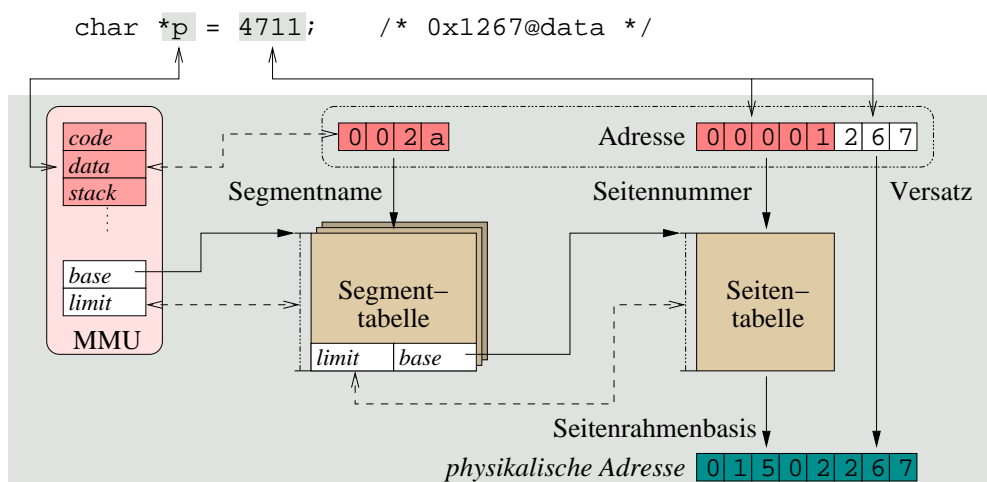 char *p = 4711; /* 0x1267@data */
code
data
stack
0 0 2 a
Adresse 0 0 0 0 1 2 6 7
Segmentname
Seitennummer
Versatz
base
limit
MMU
Segment–
tabelle
limit base
Seiten–
tabelle
Seitenrahmenbasis
physikalische Adresse 0 1 5 0 2 2 6 7